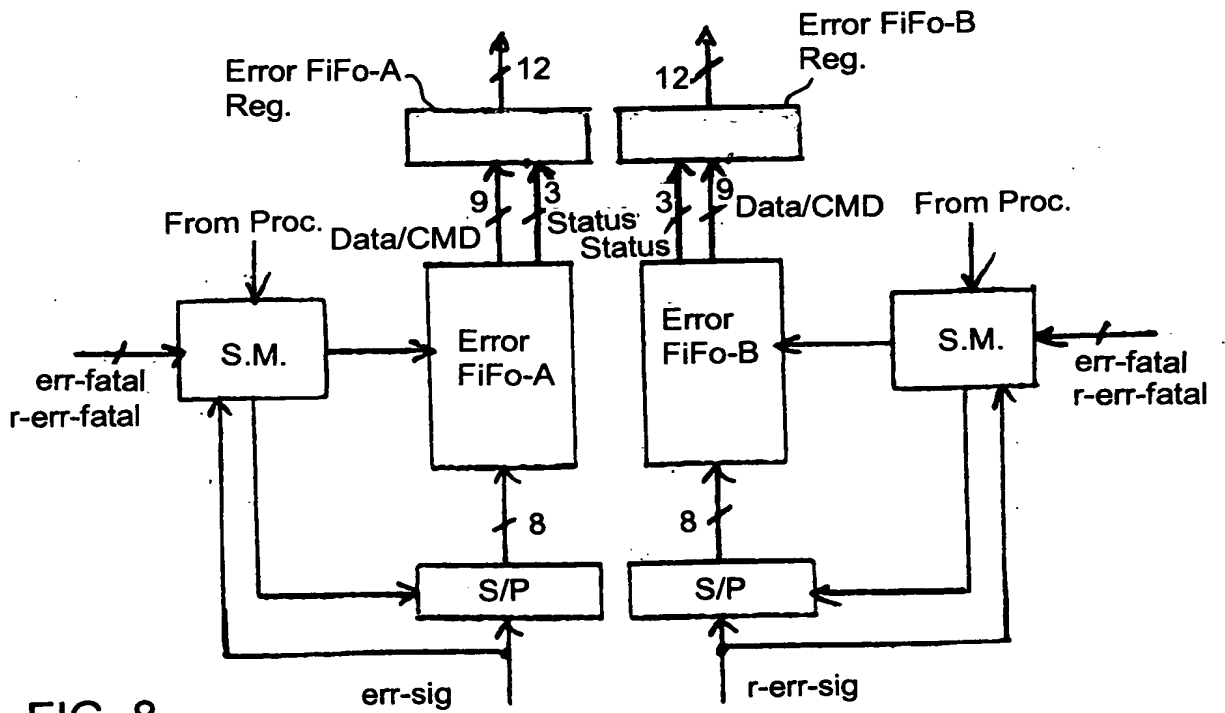 Error FiFo-A
Reg.
12
12
Error FiFo-B
Reg.
9
3
3
9
From Proc.
Data/CMD
Status
Status
Data/CMD
From Proc.
S.M.
Error
FiFo-A
Error
FiFo-B
S.M.
err-fatal
r-err-fatal
err-fatal
r-err-fatal
8
8
S/P
S/P
err-sig
r-err-sig
FIG. 8